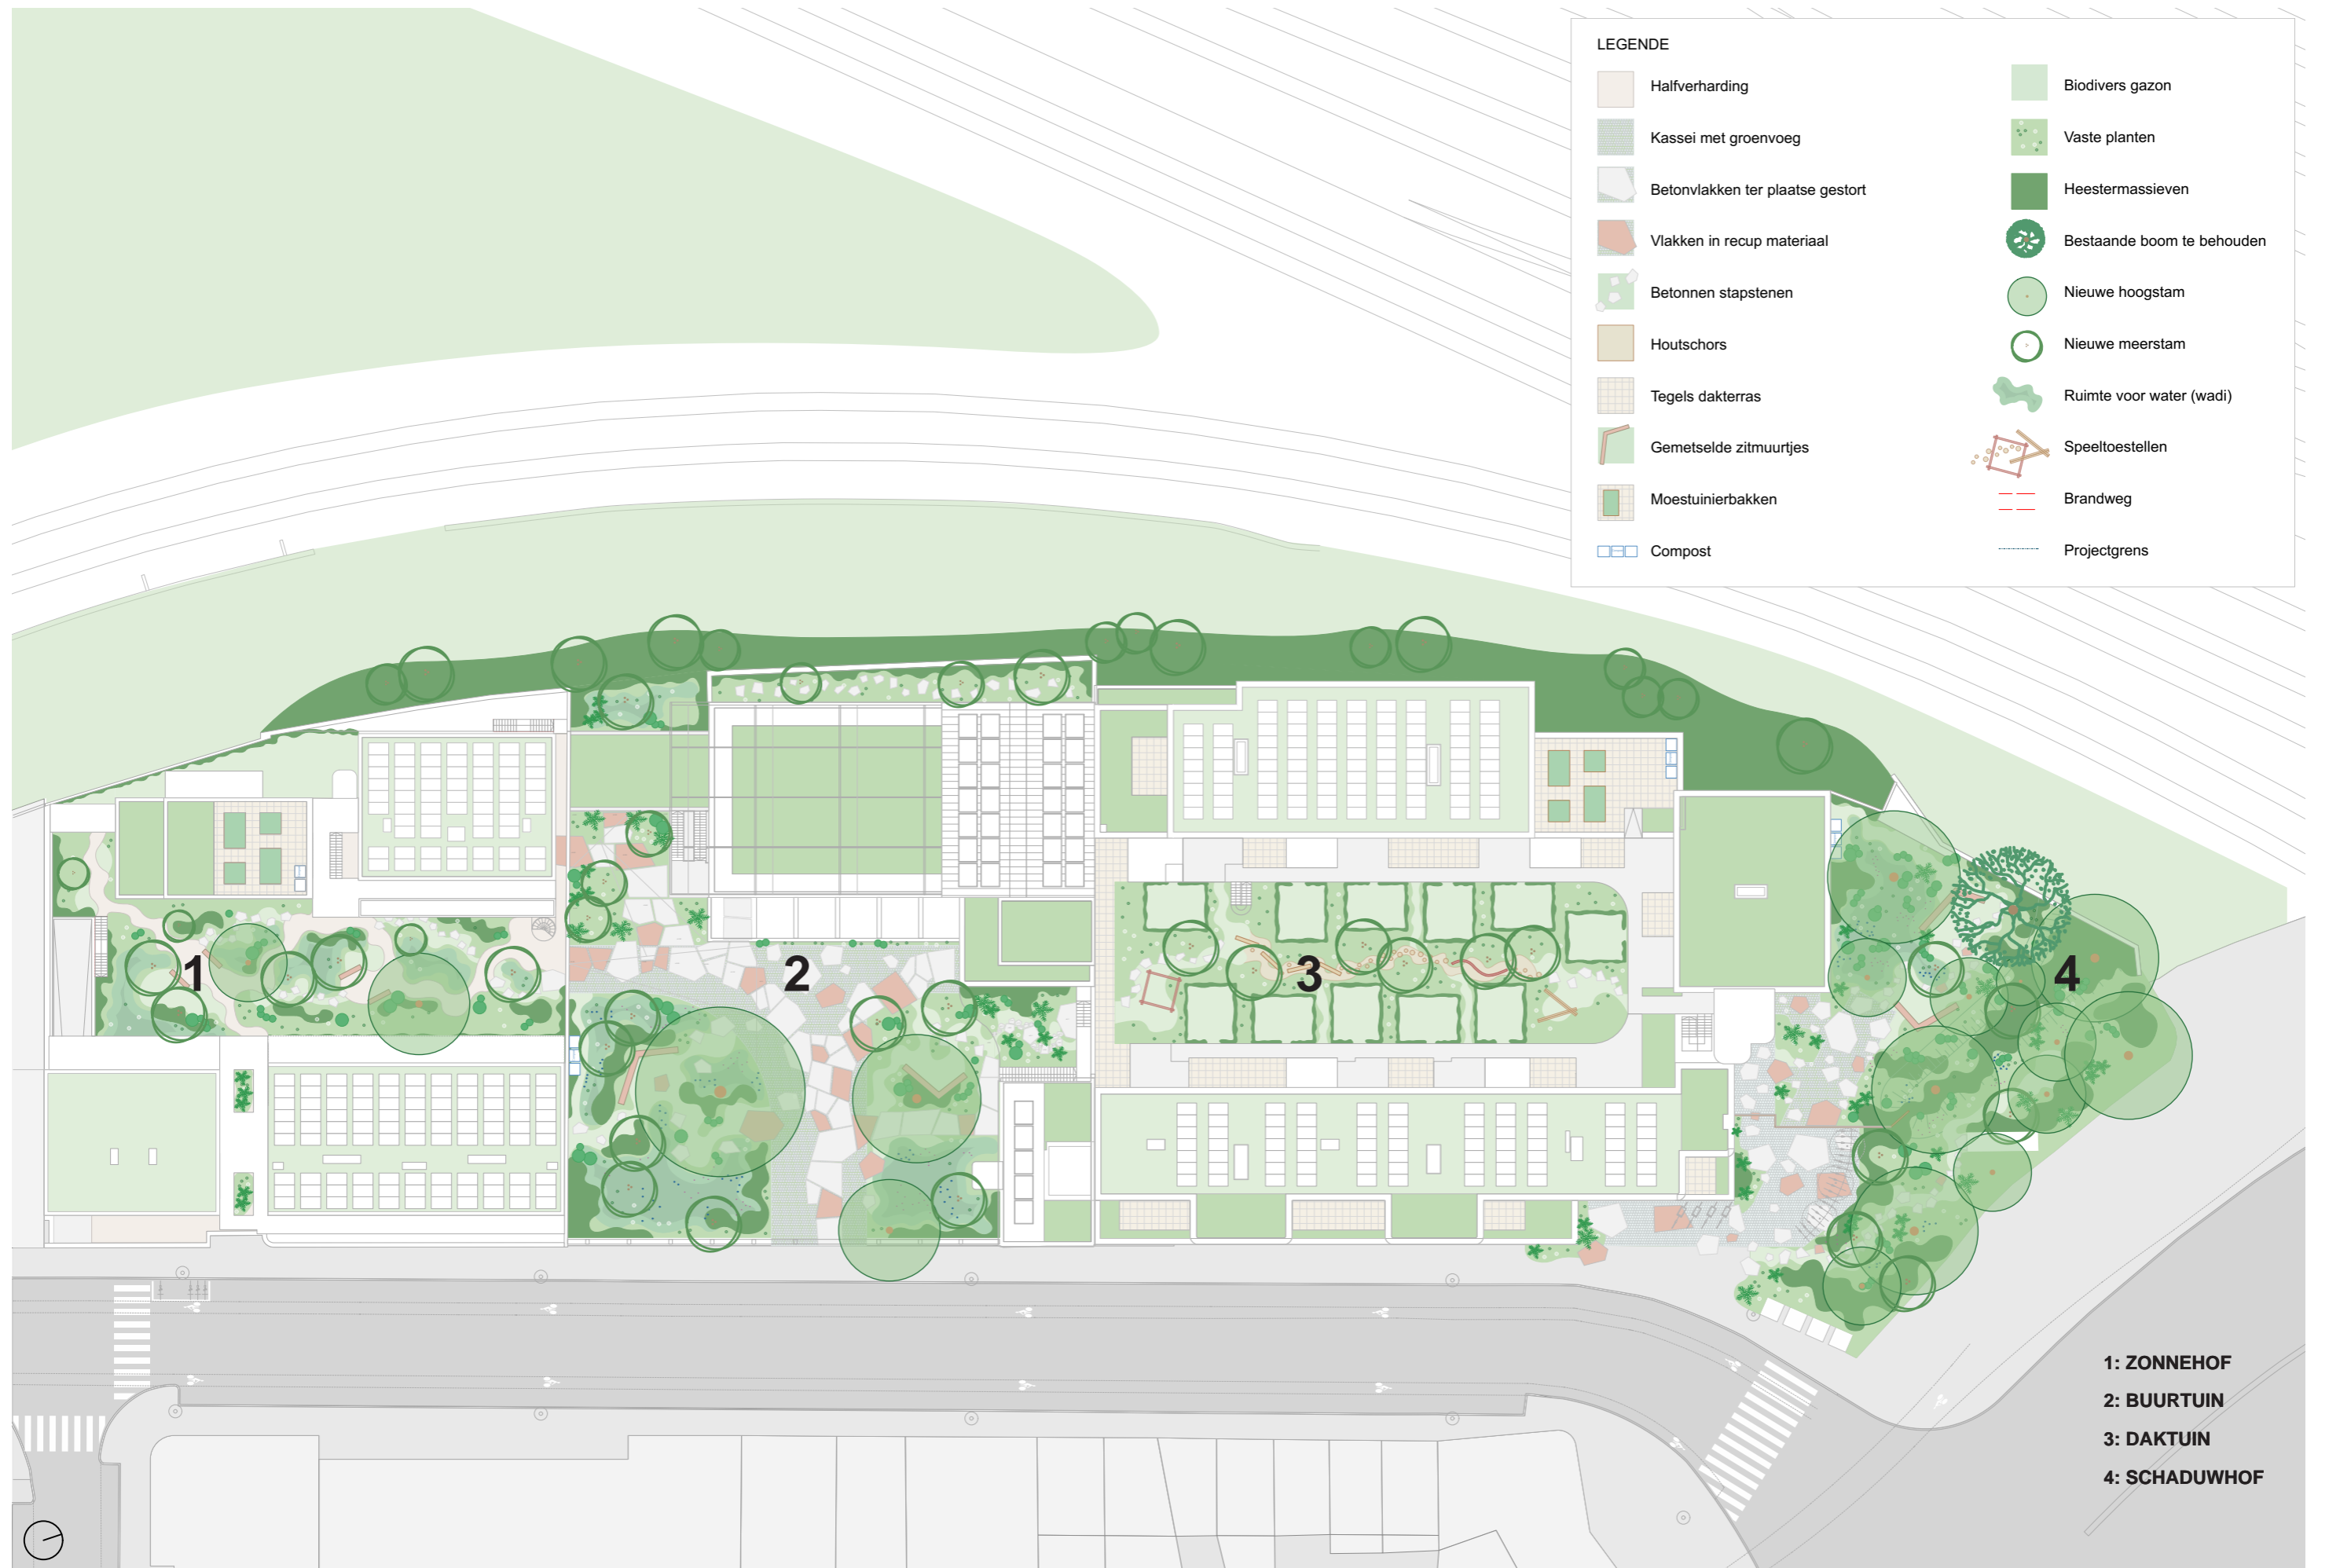 LEGENDE
Halfverharding
Kassei met groenvoeg
Betonvlakken ter plaatse gestort
Vlakken in recup materiaal
Betonnen stapstenen
Houtschors
Tegels dakterras
Gemetselde zitmuurtjes
Moestuinierbakken
Compost
Biodivers gazon
Vaste planten
Heestermassieven
Bestaande boom te behouden
Nieuwe hoogstam
Nieuwe meerstam
Ruimte voor water (wadi)
Speeltoestellen
Brandweg
Projectgrens
1
2
3
4
1: ZONNEHOF
2: BUURTUIN
3: DAKTUIN
4: SCHADUWHOF